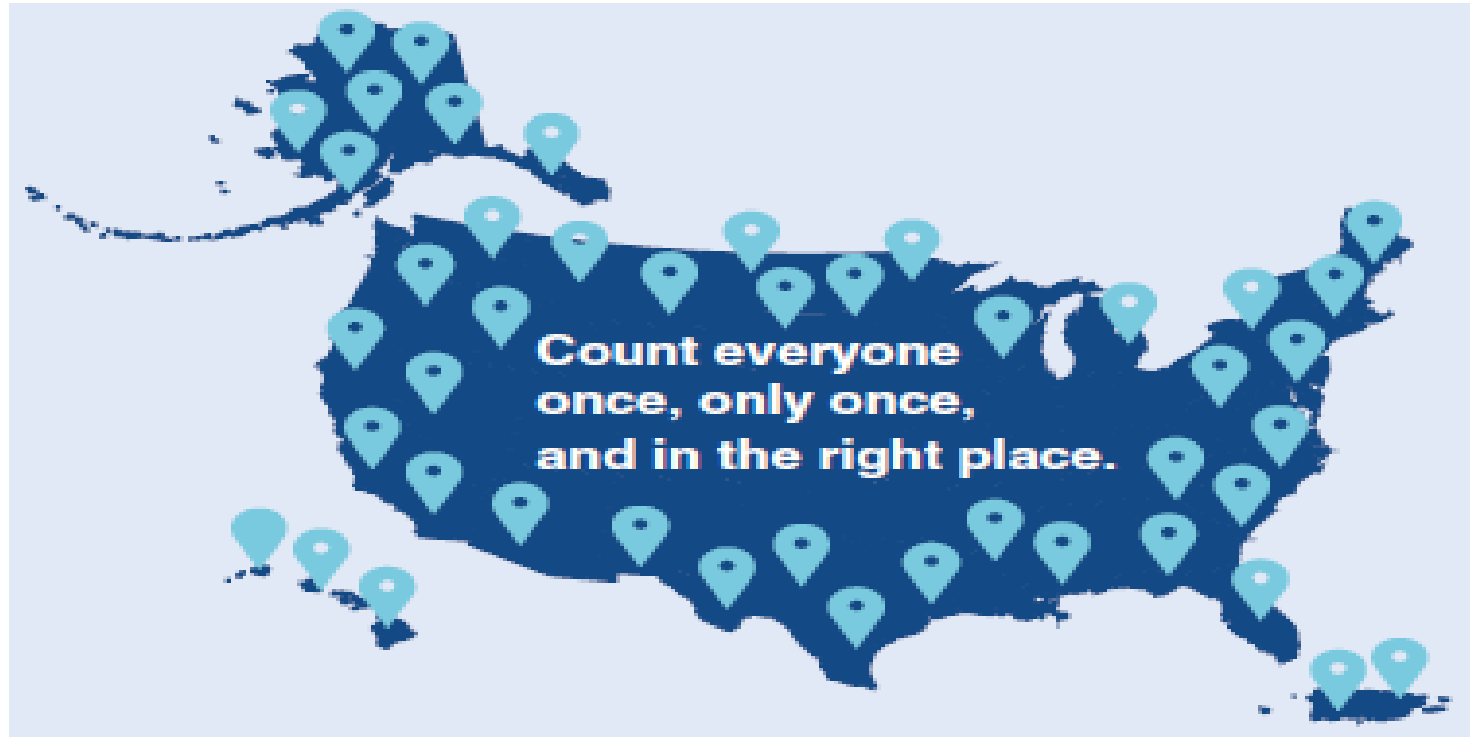 Count everyone
once, only once,
and in the right place.